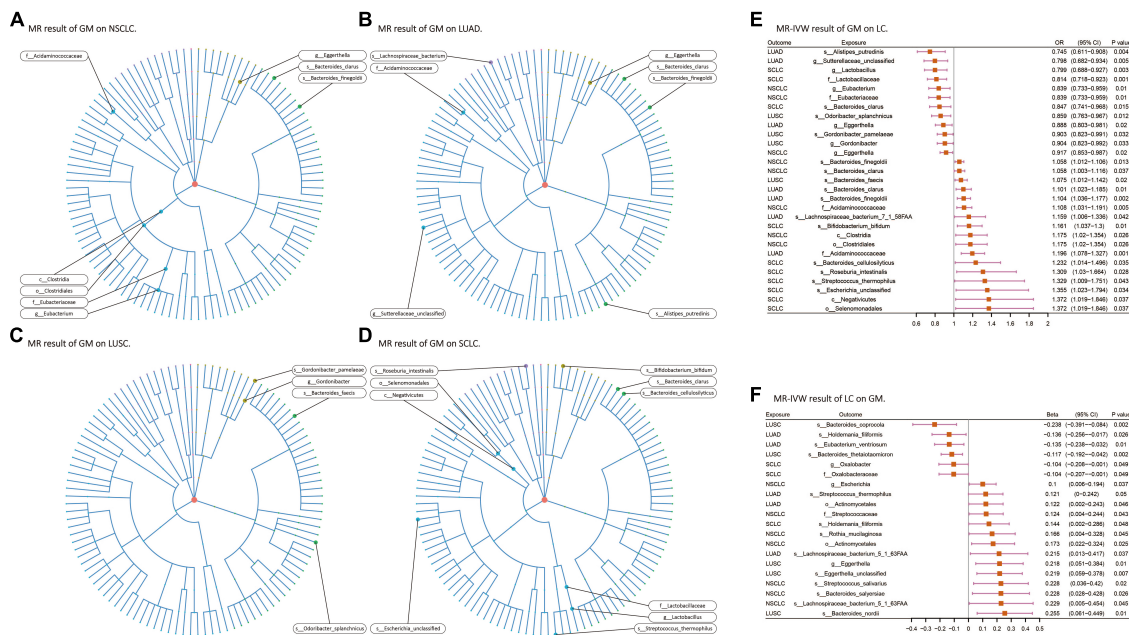 A
MR result of GM on NSCLC.
f__Acidaminococcaceae
g__Eggerthella
s__Bacteroides_clarus
s__Bacteroides_finegoldii
c__Clostridia
o__Clostridiales
f__Eubacteriaceae
g__Eubacterium
B
MR result of GM on LUAD.
s__Lachnospiraceae_bacterium
f__Acidaminococcaceae
g__Eggerthella
s__Bacteroides_clarus
s__Bacteroides_finegoldii
g__Sutterellaceae_unclassified
s__Alistipes_putredinis
C
MR result of GM on LUSC.
s__Gordonibacter_pamelaeae
g__Gordonibacter
s__Bacteroides_faecis
s__Odoribacter_splanchnicus
D
MR result of GM on SCLC.
s__Roseburia_intestinalis
o__Selenomonadales
c__Negativicutes
s__Bifidobacterium_bifidum
s__Bacteroides_clarus
s__Bacteroides_cellulosilyticus
f__Lactobacillaceae
g__Lactobacillus
s__Escherichia_unclassified
s__Streptococcus_thermophilus
E
MR-IVW result of GM on LC.
Outcome Exposure OR (95% CI) P value
LUAD s__Alistipes_putredinis 0.745 (0.611−0.908) 0.004
LUAD g__Sutterellaceae_unclassified 0.798 (0.682−0.934) 0.005
SCLC g__Lactobacillus 0.799 (0.688−0.927) 0.003
SCLC f__Lactobacillaceae 0.814 (0.718−0.923) 0.001
NSCLC g__Eubacterium 0.839 (0.733−0.959) 0.01
NSCLC f__Eubacteriaceae 0.839 (0.733−0.959) 0.01
SCLC s__Bacteroides_clarus 0.847 (0.741−0.968) 0.015
LUSC s__Odoribacter_splanchnicus 0.859 (0.763−0.967) 0.012
LUAD g__Eggerthella 0.888 (0.803−0.981) 0.02
LUSC s__Gordonibacter_pamelaeae 0.903 (0.823−0.991) 0.032
LUSC g__Gordonibacter 0.904 (0.823−0.992) 0.033
NSCLC g__Eggerthella 0.917 (0.853−0.987) 0.02
NSCLC s__Bacteroides_finegoldii 1.058 (1.012−1.106) 0.013
NSCLC s__Bacteroides_clarus 1.058 (1.003−1.116) 0.037
LUSC s__Bacteroides_faecis 1.075 (1.012−1.142) 0.02
LUAD s__Bacteroides_clarus 1.101 (1.023−1.185) 0.01
LUAD s__Bacteroides_finegoldii 1.104 (1.036−1.177) 0.002
NSCLC f__Acidaminococcaceae 1.108 (1.031−1.191) 0.005
LUAD s__Lachnospiraceae_bacterium_7_1_58FAA 1.159 (1.006−1.336) 0.042
SCLC s__Bifidobacterium_bifidum 1.161 (1.037−1.3) 0.01
NSCLC c__Clostridia 1.175 (1.02−1.354) 0.026
NSCLC o__Clostridiales 1.175 (1.02−1.354) 0.026
LUAD f__Acidaminococcaceae 1.196 (1.078−1.327) 0.001
SCLC s__Bacteroides_cellulosilyticus 1.232 (1.014−1.496) 0.035
SCLC s__Roseburia_intestinalis 1.309 (1.03−1.664) 0.028
SCLC s__Streptococcus_thermophilus 1.329 (1.009−1.751) 0.043
SCLC s__Escherichia_unclassified 1.355 (1.023−1.794) 0.034
SCLC c__Negativicutes 1.372 (1.019−1.846) 0.037
SCLC o__Selenomonadales 1.372 (1.019−1.846) 0.037
0.6 0.8 1 1.2 1.4 1.6 1.8 2
F
MR-IVW result of LC on GM.
Exposure Outcome Beta (95% CI) P value
LUSC s__Bacteroides_coprocola −0.238 (−0.391−−0.084) 0.002
LUAD s__Holdemania_filiformis −0.136 (−0.256−−0.017) 0.026
LUAD s__Eubacterium_ventriosum −0.135 (−0.238−−0.032) 0.01
LUSC s__Bacteroides_thetaiotaomicron −0.117 (−0.192−−0.042) 0.002
SCLC g__Oxalobacter −0.104 (−0.206−−0.001) 0.049
SCLC f__Oxalobacteraceae −0.104 (−0.207−−0.001) 0.049
NSCLC g__Escherichia 0.1 (0.006−0.194) 0.037
LUAD s__Streptococcus_thermophilus 0.121 (0−0.242) 0.05
LUAD o__Actinomycetales 0.122 (0.002−0.243) 0.046
NSCLC f__Streptococcaceae 0.124 (0.004−0.244) 0.043
SCLC s__Holdemania_filiformis 0.144 (0.002−0.286) 0.048
NSCLC s__Rothia_mucilaginosa 0.166 (0.004−0.328) 0.045
NSCLC o__Actinomycetales 0.173 (0.022−0.324) 0.025
LUAD s__Lachnospiraceae_bacterium_5_1_63FAA 0.215 (0.013−0.417) 0.037
LUSC g__Eggerthella 0.218 (0.051−0.384) 0.01
LUSC s__Eggerthella_unclassified 0.219 (0.059−0.378) 0.007
NSCLC s__Streptococcus_salivarius 0.228 (0.036−0.42) 0.02
NSCLC s__Bacteroides_salyersiae 0.228 (0.028−0.428) 0.026
NSCLC s__Lachnospiraceae_bacterium_5_1_63FAA 0.229 (0.005−0.454) 0.045
LUSC s__Bacteroides_nordii 0.255 (0.061−0.449) 0.01
−0.4 −0.3 −0.2 −0.1 0 0.1 0.2 0.3 0.4 0.5